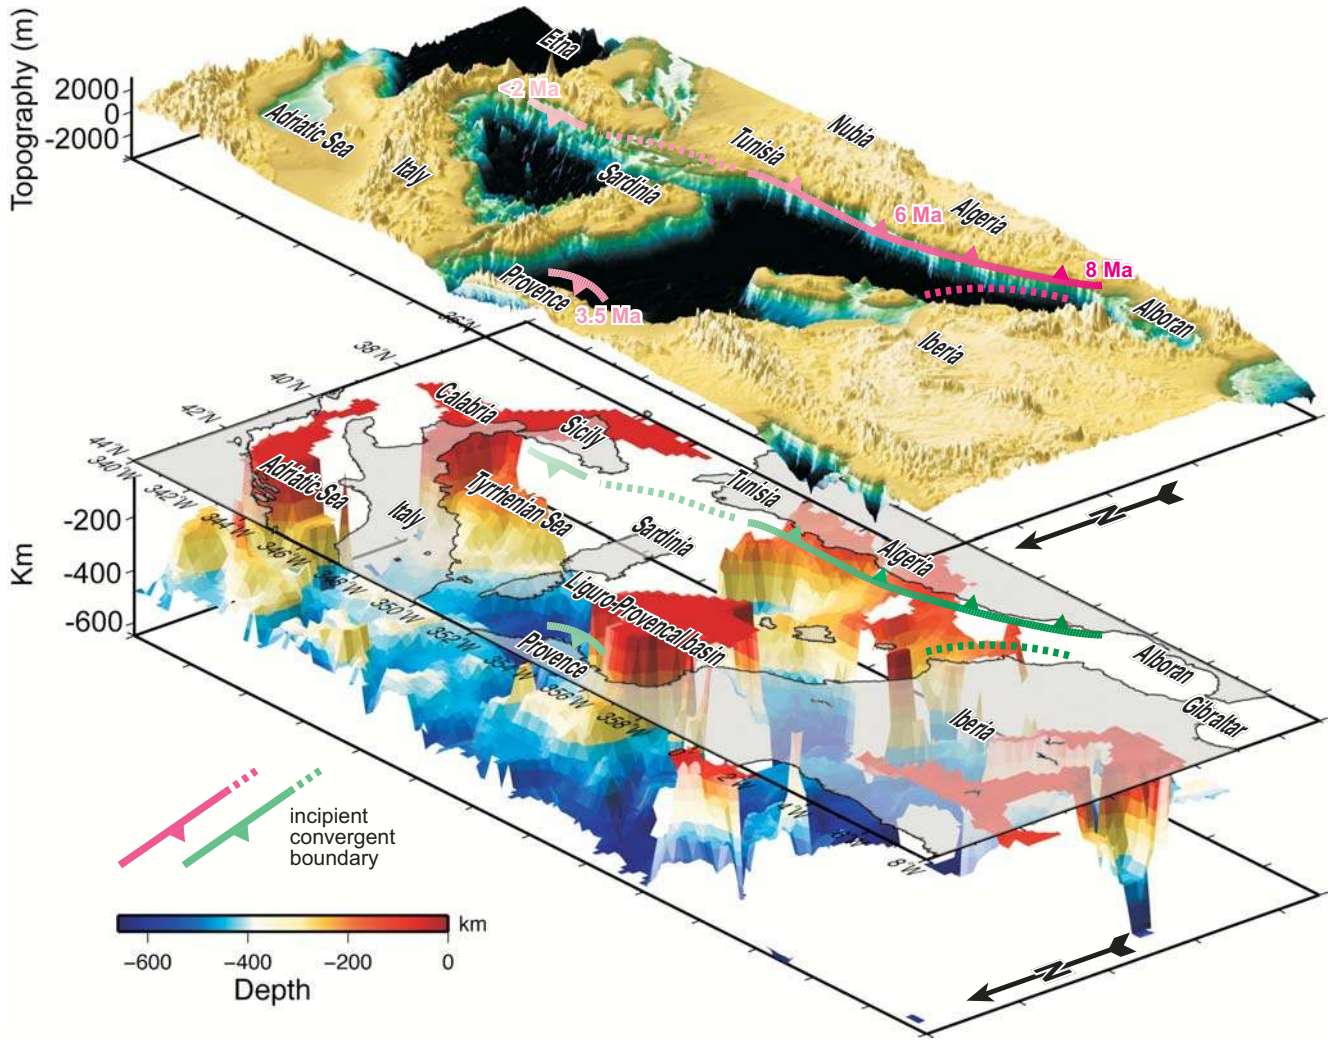 Topography (m)
2000
0
-2000
Etna
<2 Ma
Adriatic Sea
Italy
Sardinia
Tunisia
Nubia
6 Ma
Algeria
8 Ma
Provence
3.5 Ma
Iberia
Alboran
N
36°N
38°N
40°N
42°N
44°N
340°W
342°W
344°W
346°W
348°W
350°W
352°W
354°W
356°W
358°W
2°W
4°W
6°W
8°W
Km
-200
-400
-600
Calabria
Sicily
Adriatic Sea
Italy
Tyrrhenian Sea
Sardinia
Tunisia
Algeria
Liguro-Provencalbasin
Provence
Iberia
Alboran
Gibraltar
incipient
convergent
boundary
km
−600
−400
−200
0
Depth
N